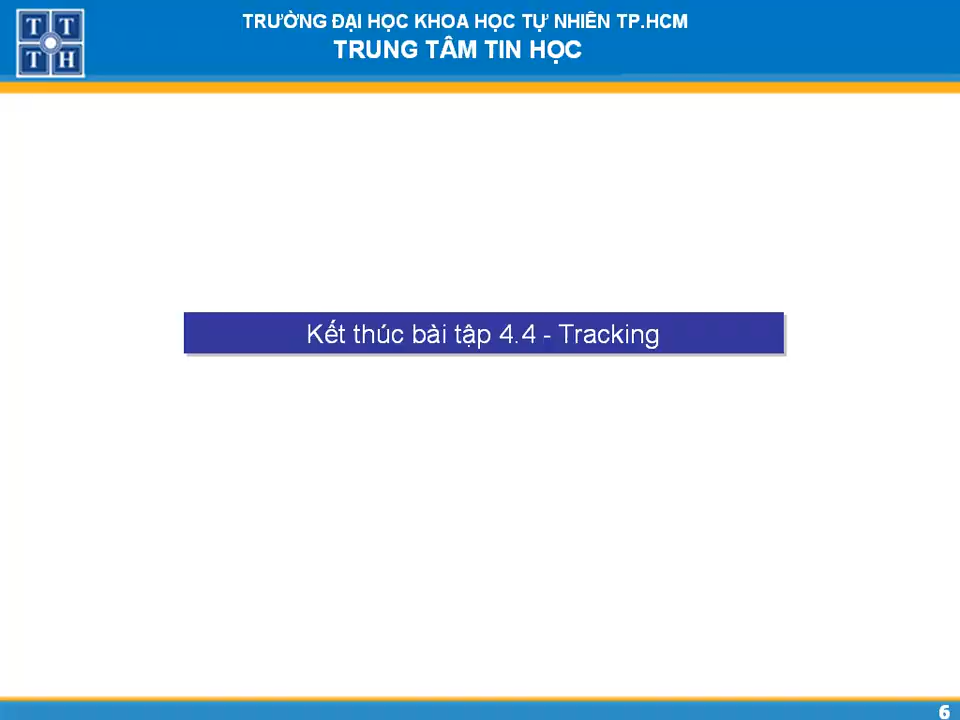 TRƯỜNG ĐẠI HỌC KHOA HỌC TỰ NHIÊN TP.HCM
TRUNG TÂM TIN HỌC
T T
T H
Kết thúc bài tập 4.4 - Tracking
6